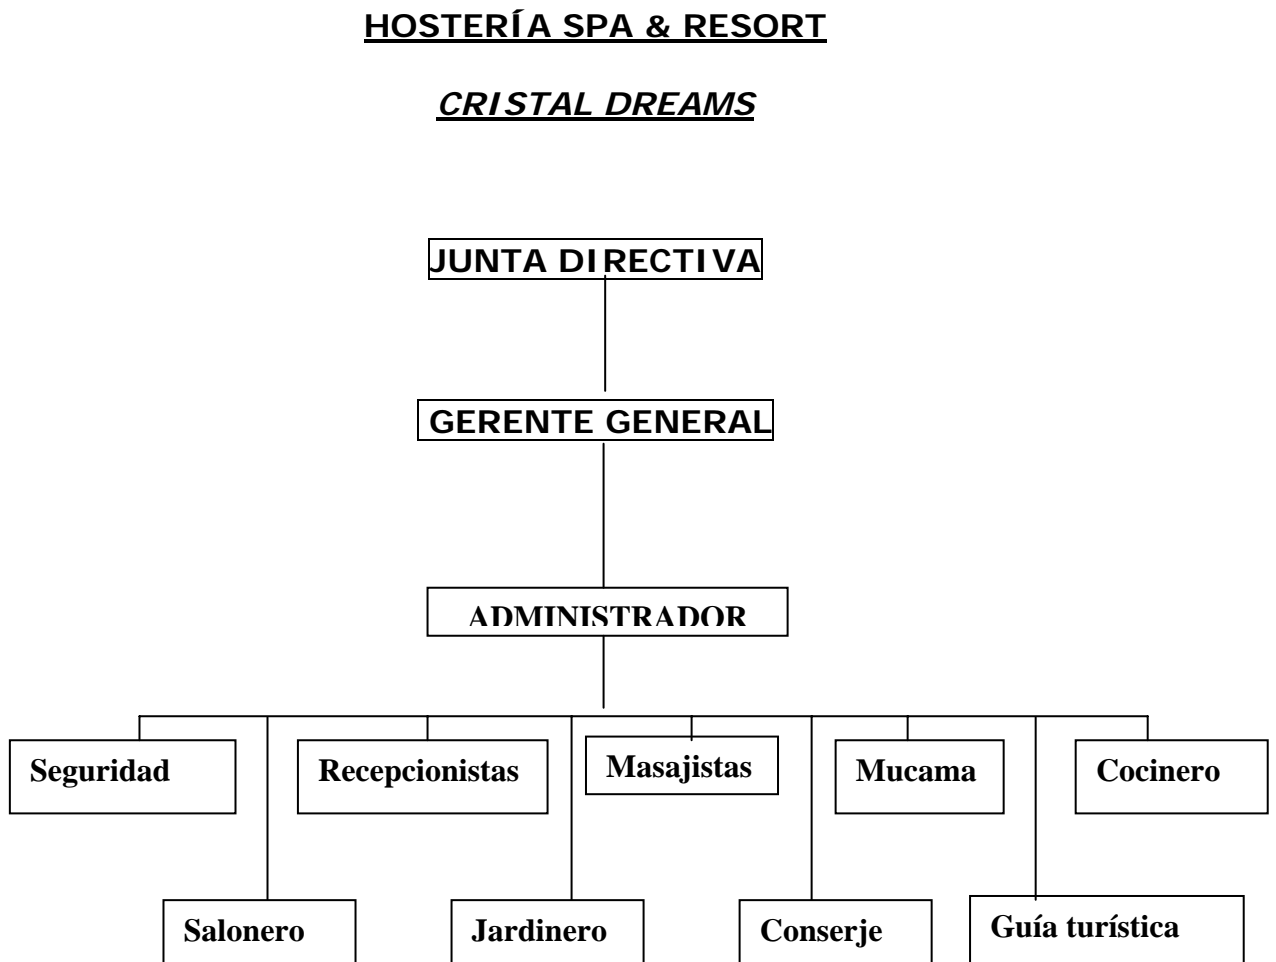 HOSTERÍA SPA & RESORT
CRISTAL DREAMS
JUNTA DIRECTIVA
GERENTE GENERAL
ADMINISTRADOR
Seguridad
Recepcionistas
Masajistas
Mucama
Cocinero
Salonero
Jardinero
Conserje
Guía turística